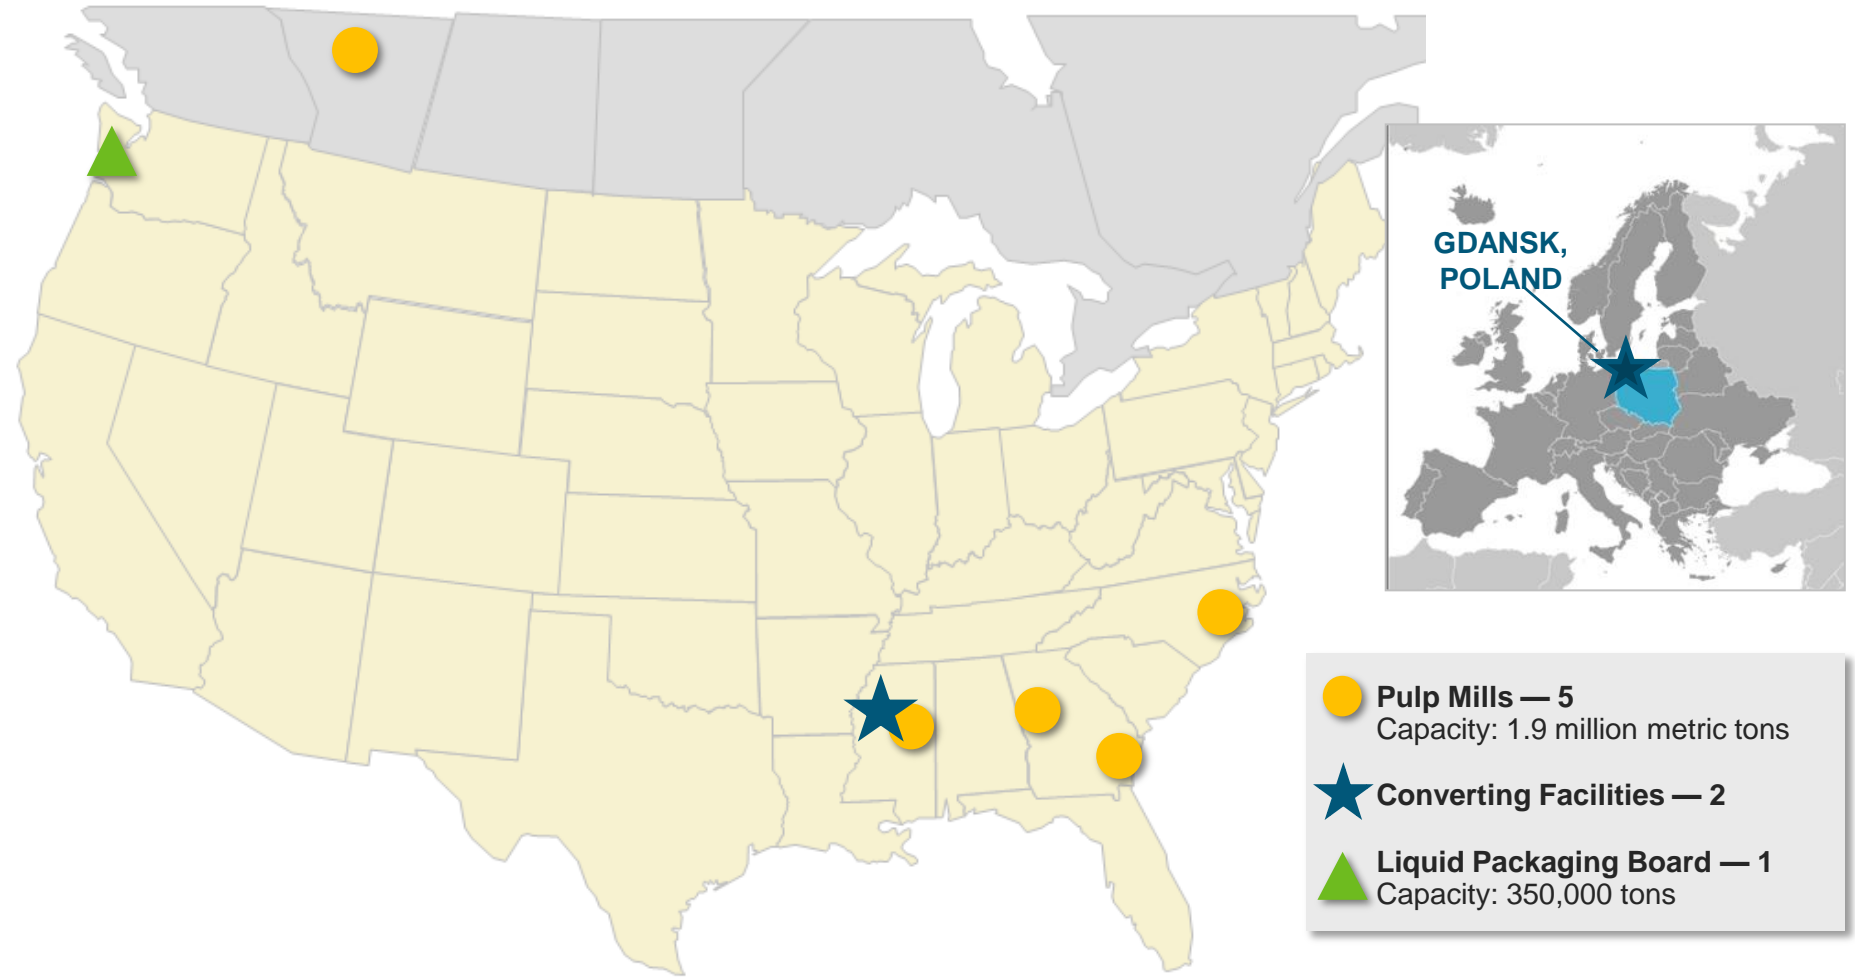 GDANSK,
POLAND
Pulp Mills — 5
Capacity: 1.9 million metric tons
Converting Facilities — 2
Liquid Packaging Board — 1
Capacity: 350,000 tons